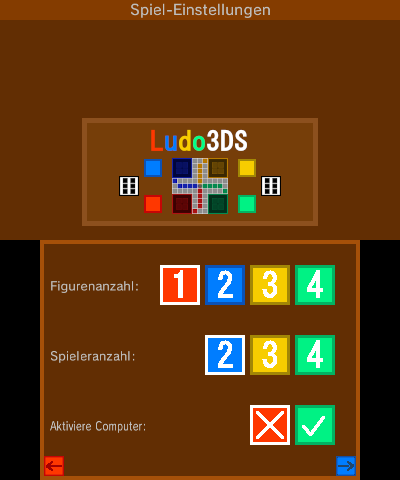 Spiel-Einstellungen
Ludo3DS
Figurenanzahl: 1 2 3 4
Spieleranzahl: 2 3 4
Aktiviere Computer: